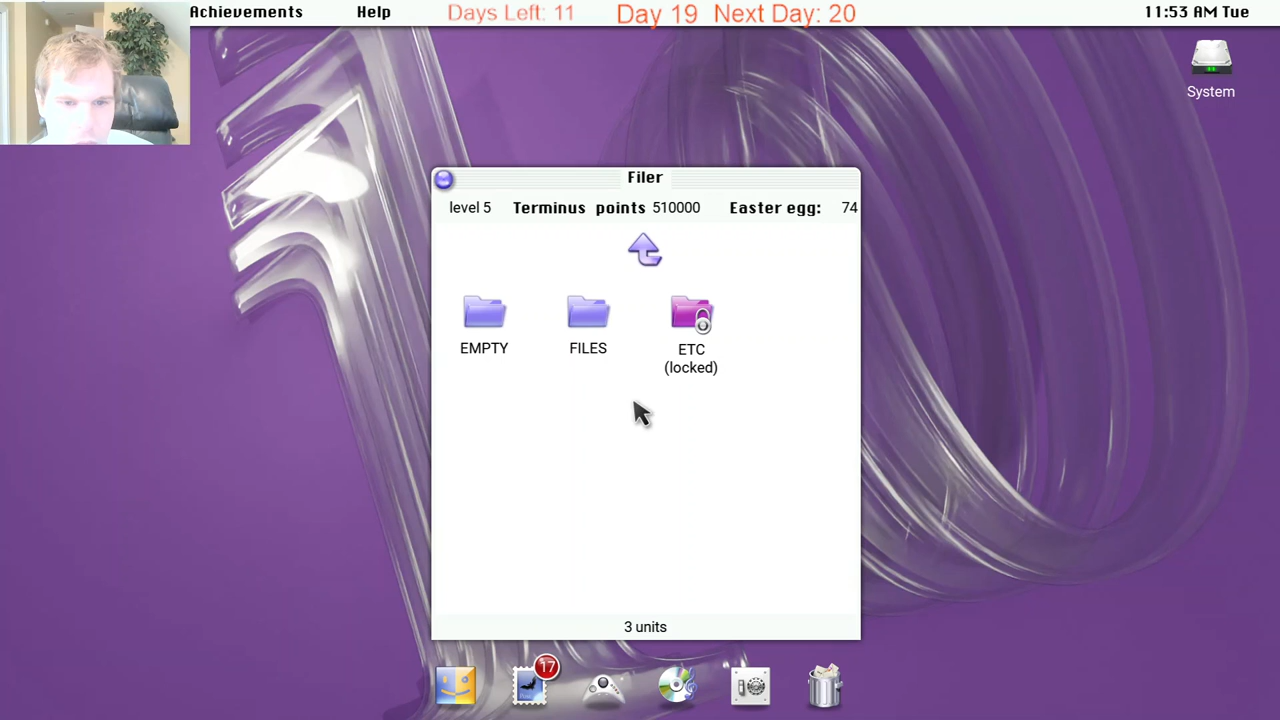 Achievements Help Days Left: 11 Day 19 Next Day: 20 11:53 AM Tue
System
Filer
level 5 Terminus points 510000 Easter egg: 74
EMPTY FILES ETC
(locked)
3 units
17